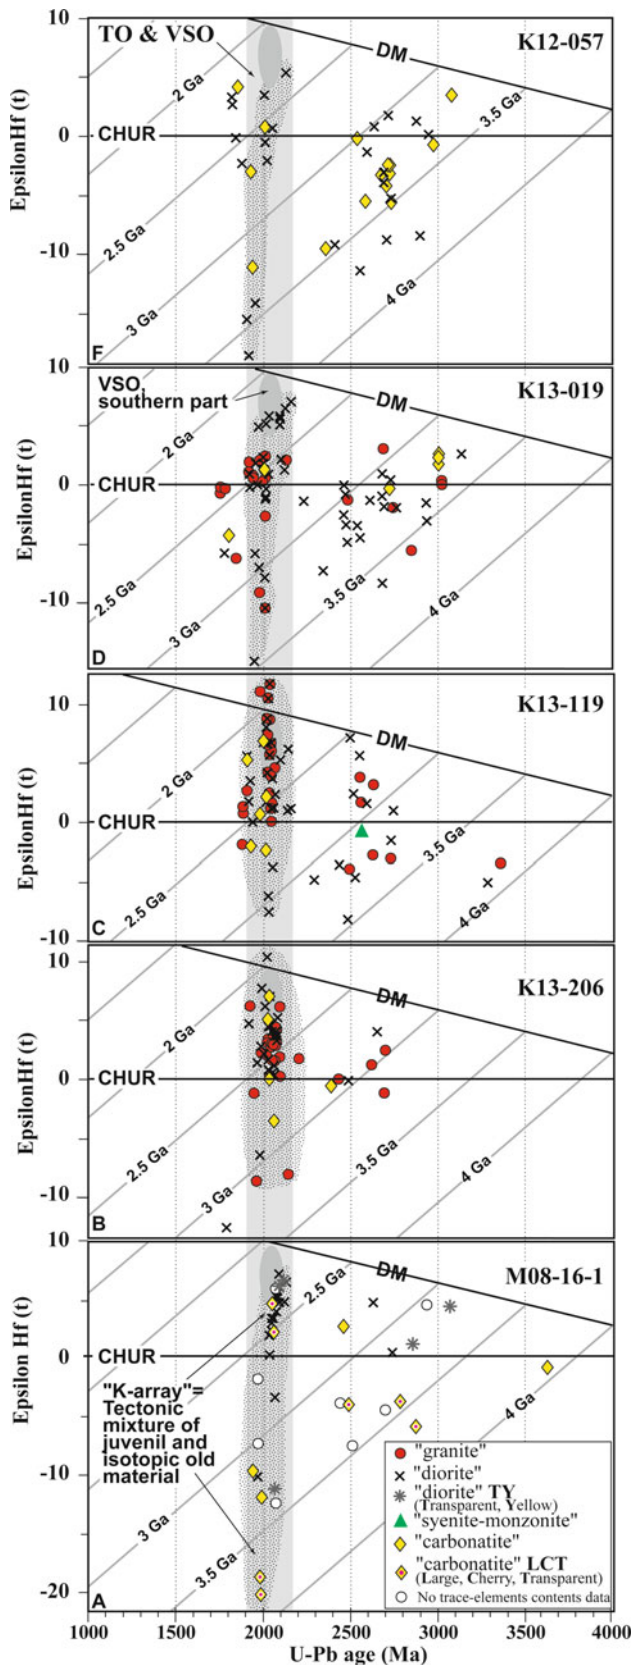 10
TO & VSO
K12-057
DM
2 Ga
3.5 Ga
EpsilonHf (t)
0
CHUR
2.5 Ga
-10
3 Ga
4 Ga
F
10
VSO,
southern part
K13-019
DM
2 Ga
EpsilonHf (t)
0
CHUR
2.5 Ga
3 Ga
3.5 Ga
4 Ga
-10
D
10
K13-119
DM
2 Ga
EpsilonHf (t)
0
CHUR
3.5 Ga
2.5 Ga
3 Ga
4 Ga
-10
C
10
K13-206
DM
2 Ga
EpsilonHf (t)
0
CHUR
2.5 Ga
3 Ga
3.5 Ga
4 Ga
-10
B
10
M08-16-1
DM
2.5 Ga
Epsilon Hf (t)
0
CHUR
4 Ga
"K-array"=
Tectonic
mixture of
juvenil and
isotopic old
material
-10
3 Ga
3.5 Ga
-20
A
"granite"
"diorite"
"diorite" TY
(Transparent, Yellow)
"syenite-monzonite"
"carbonatite"
"carbonatite" LCT
(Large, Cherry, Transparent)
No trace-elements contents data
1000 1500 2000 2500 3000 3500 4000
U-Pb age (Ma)